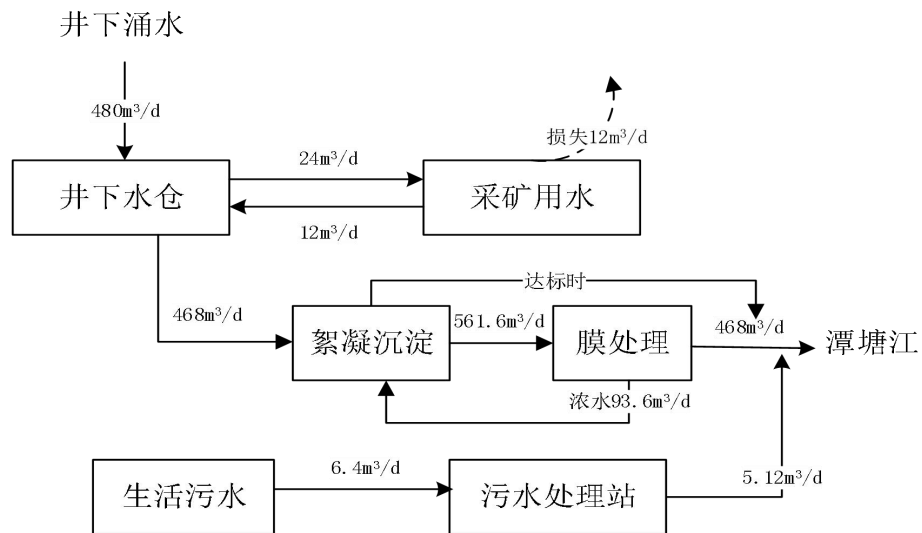 井下涌水
480m³/d
损失12m³/d
24m³/d
井下水仓
采矿用水
12m³/d
达标时
468m³/d
561.6m³/d
468m³/d
絮凝沉淀
膜处理
潭塘江
浓水93.6m³/d
6.4m³/d
5.12m³/d
生活污水
污水处理站